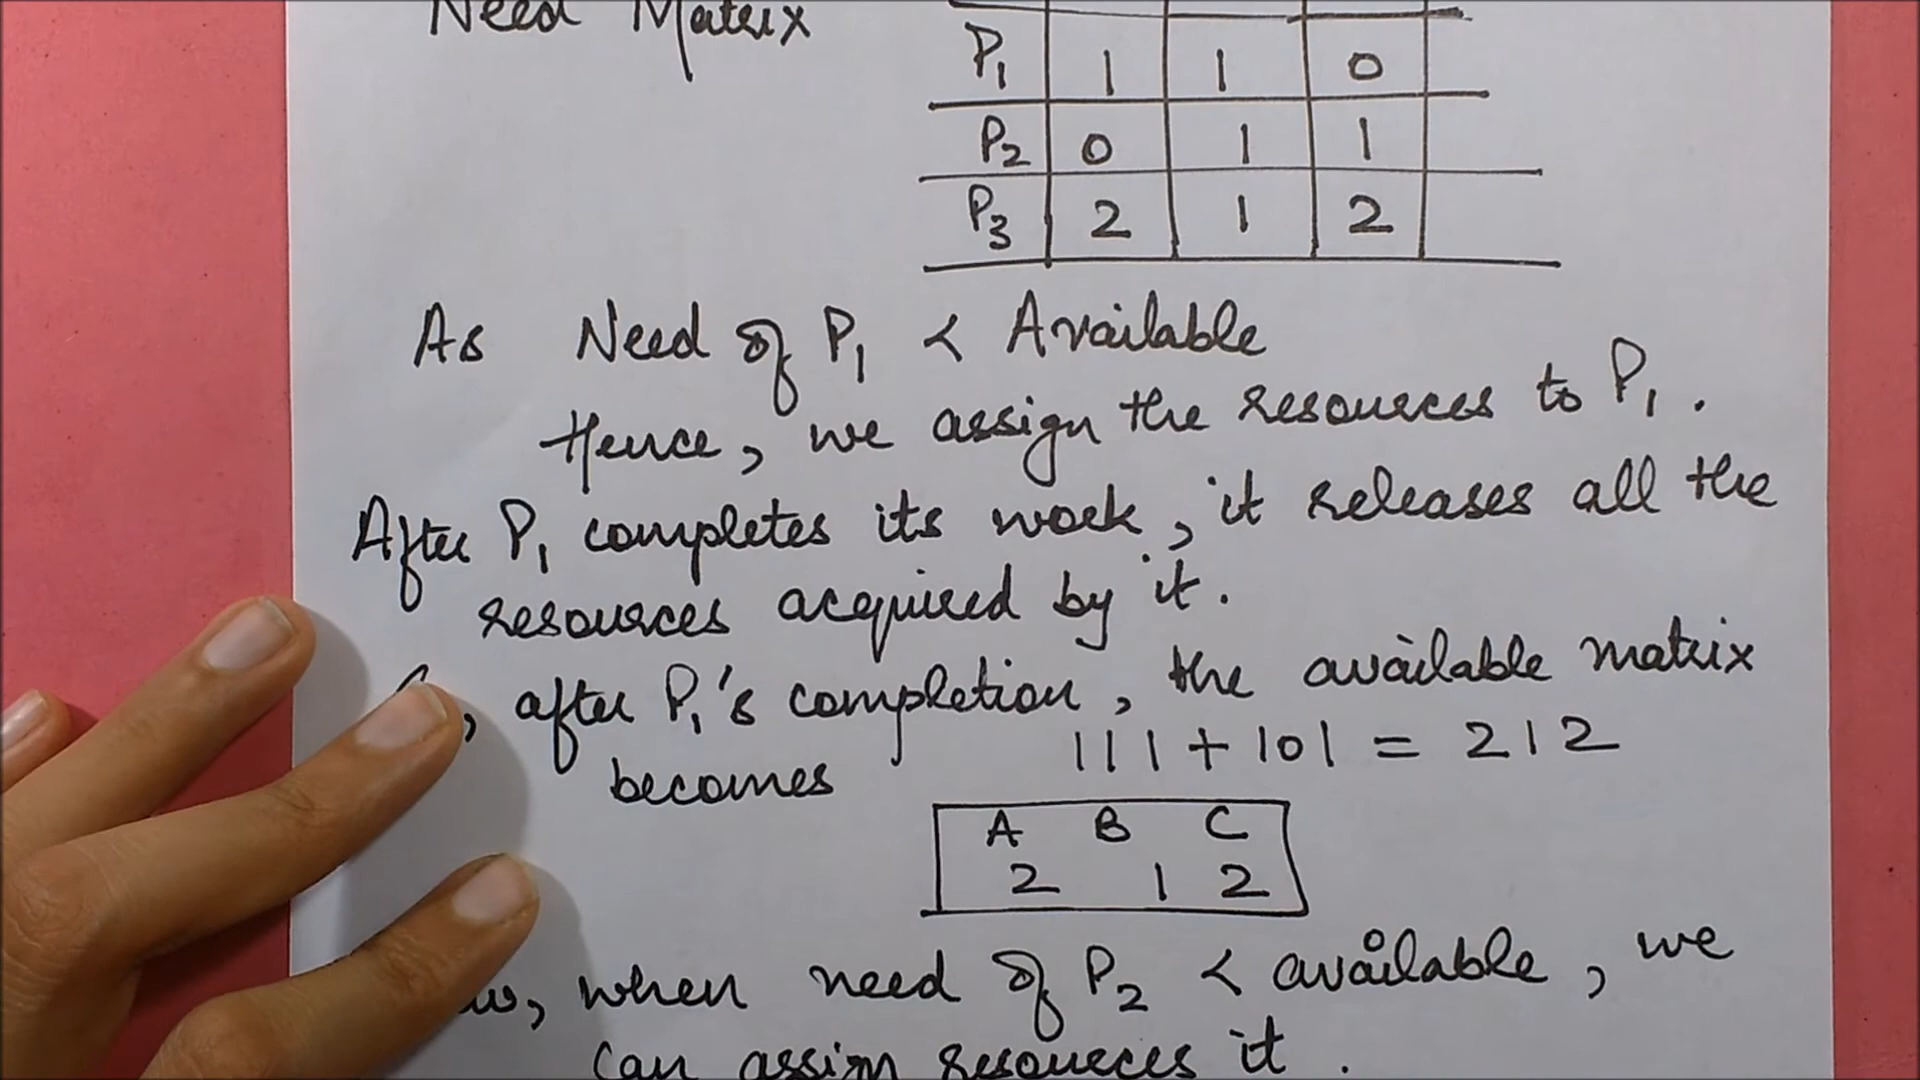 Need Matrix
P1 1 1 0
P2 0 1 1
P3 2 1 2
As Need of P1 < Available
Hence, we assign the resources to P1.
After P1 completes its work, it releases all the
resources acquired by it.
, after P1's completion, the available matrix
becomes 111 + 101 = 212
A B C
2 1 2
, when need of P2 < available, we
can assign resources it.